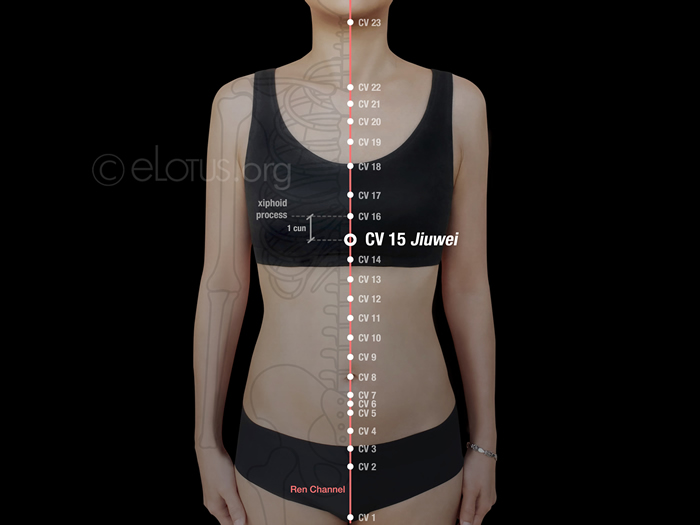 CV 23
CV 22
CV 21
CV 20
CV 19
© eLotus.org
CV 18
CV 17
xiphoid
process
CV 16
1 cun
CV 15 Jiuwei
CV 14
CV 13
CV 12
CV 11
CV 10
CV 9
CV 8
CV 7
CV 6
CV 5
CV 4
CV 3
CV 2
Ren Channel
CV 1